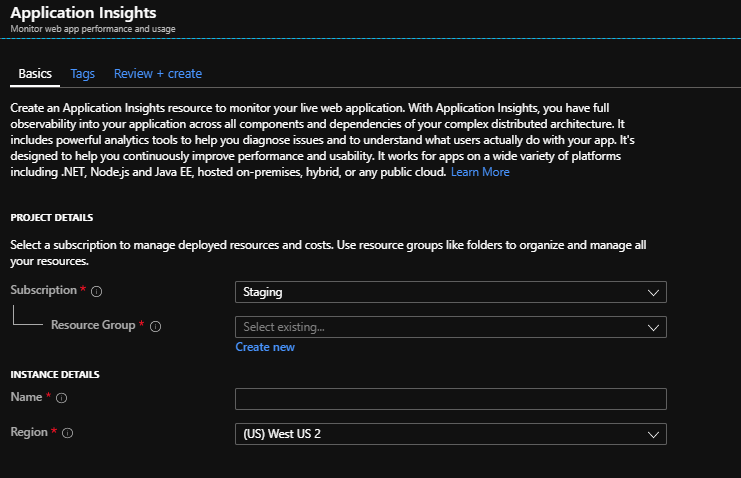 Application Insights
Monitor web app performance and usage
Basics Tags Review + create
Create an Application Insights resource to monitor your live web application. With Application Insights, you have full
observability into your application across all components and dependencies of your complex distributed architecture. It
includes powerful analytics tools to help you diagnose issues and to understand what users actually do with your app. It's
designed to help you continuously improve performance and usability. It works for apps on a wide variety of platforms
including .NET, Node.js and Java EE, hosted on-premises, hybrid, or any public cloud. Learn More
PROJECT DETAILS
Select a subscription to manage deployed resources and costs. Use resource groups like folders to organize and manage all
your resources.
Subscription * Staging
Resource Group * Select existing...
Create new
INSTANCE DETAILS
Name *
Region * (US) West US 2